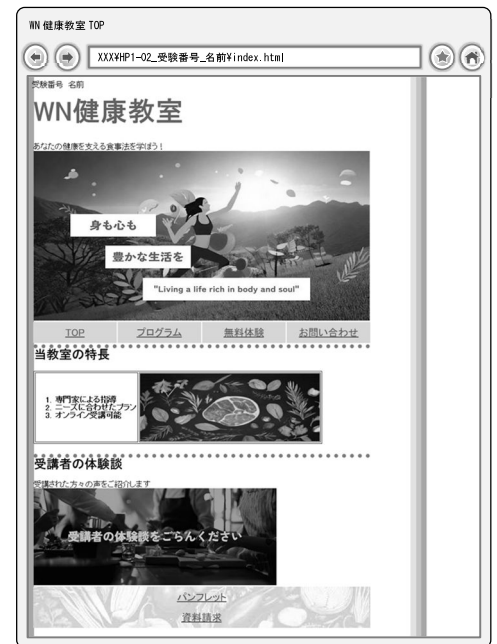 WN 健康教室 TOP
XXX¥HP1-02_受験番号_名前¥index.html
受験番号 名前
WN健康教室
あなたの健康を支える食事法を学ぼう！
身も心も
豊かな生活を
"Living a life rich in body and soul"
TOP プログラム 無料体験 お問い合わせ
当教室の特長
1. 専門家による指導
2. ニーズに合わせたプラン
3. オンライン受講可能
受講者の体験談
受講された方々の声をご紹介します
受講者の体験談をごらんください
パンフレット
資料請求